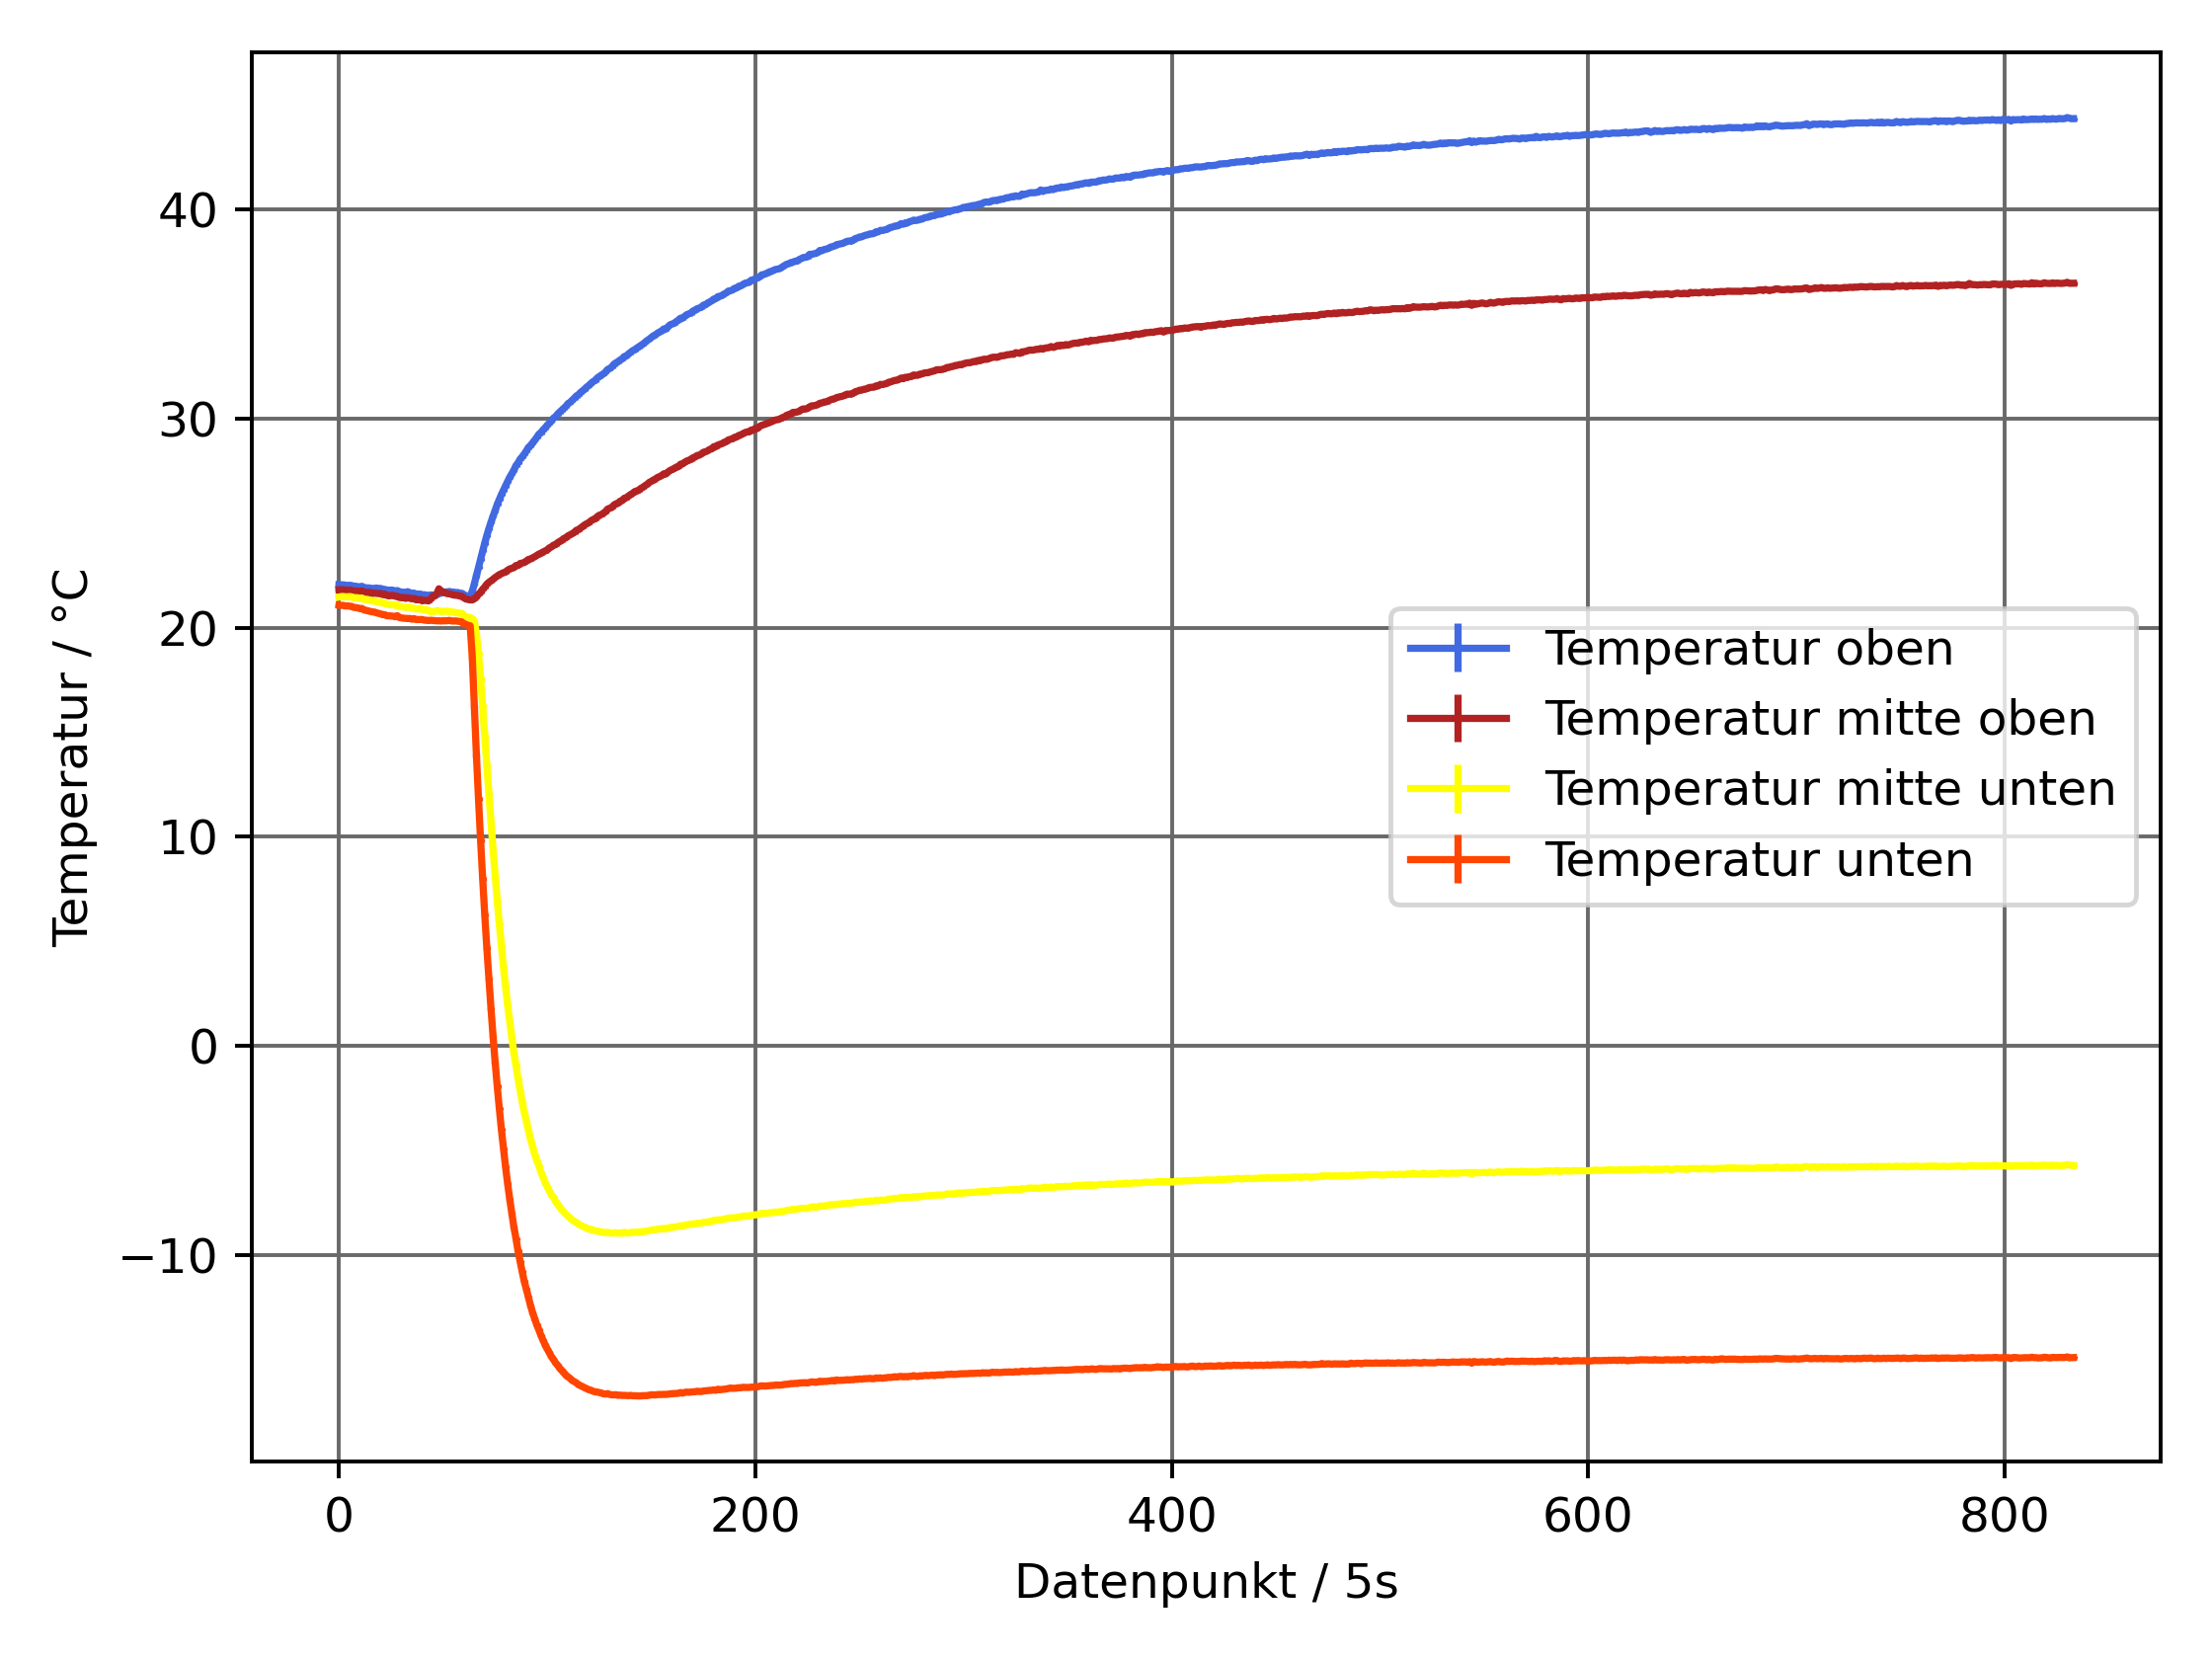 Temperatur / °C
40
30
20
10
0
−10
Temperatur oben
Temperatur mitte oben
Temperatur mitte unten
Temperatur unten
0 200 400 600 800
Datenpunkt / 5s